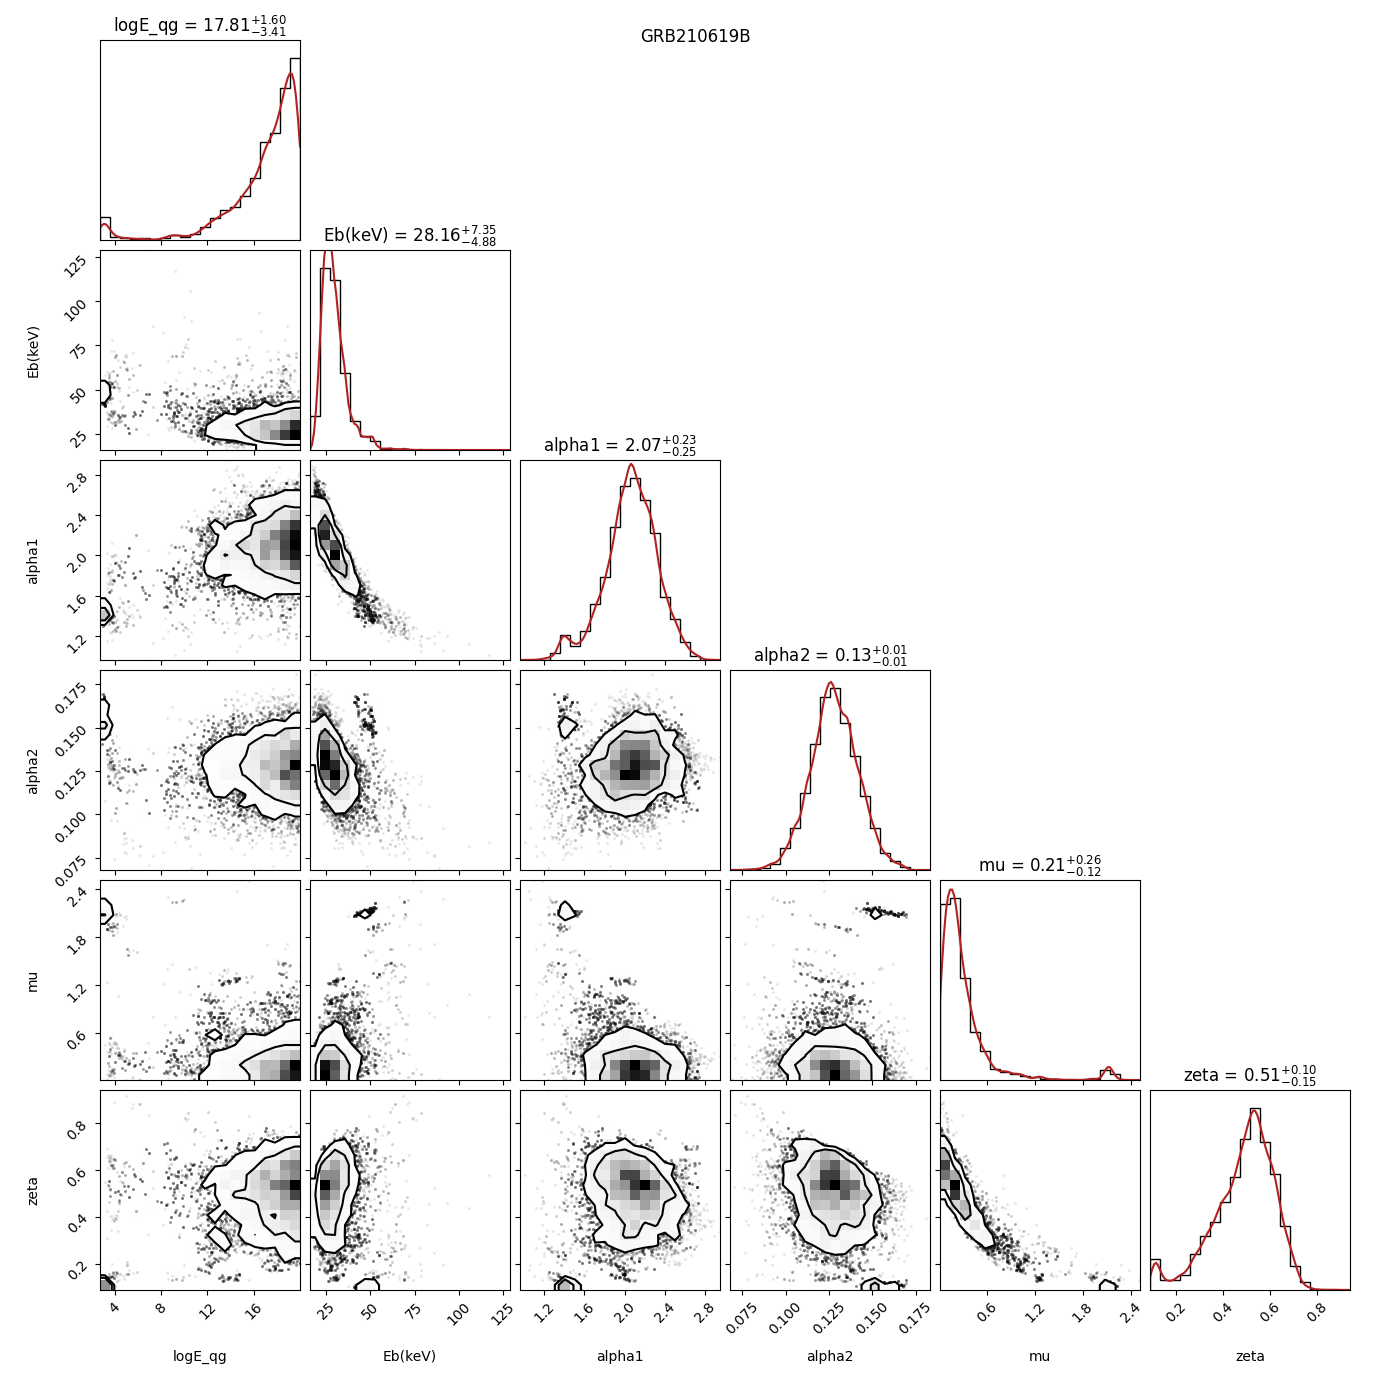 GRB210619B
logE_qg = 17.81+1.60 −3.41
Eb(keV) = 28.16+7.35 −4.88
125
100
75
50
25
Eb(keV)
alpha1 = 2.07+0.23 −0.25
2.8
2.4
2.0
1.6
1.2
alpha1
alpha2 = 0.13+0.01 −0.01
0.175
0.150
0.125
0.100
0.075
alpha2
mu = 0.21+0.26 −0.12
2.4
1.8
1.2
0.6
mu
zeta = 0.51+0.10 −0.15
0.8
0.6
0.4
0.2
zeta
4 8 12 16
25 50 75 100 125
1.2 1.6 2.0 2.4 2.8
0.075 0.100 0.125 0.150 0.175
0.6 1.2 1.8 2.4
0.2 0.4 0.6 0.8
logE_qg Eb(keV) alpha1 alpha2 mu zeta